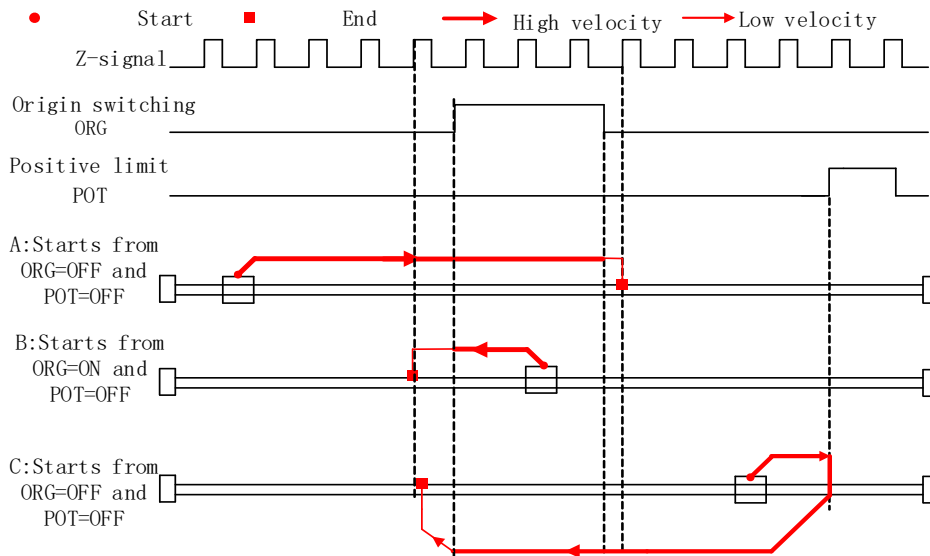 Start End High velocity Low velocity
Z-signal
Origin switching
ORG
Positive limit
POT
A:Starts from
ORG=OFF and
POT=OFF
B:Starts from
ORG=ON and
POT=OFF
C:Starts from
ORG=OFF and
POT=OFF